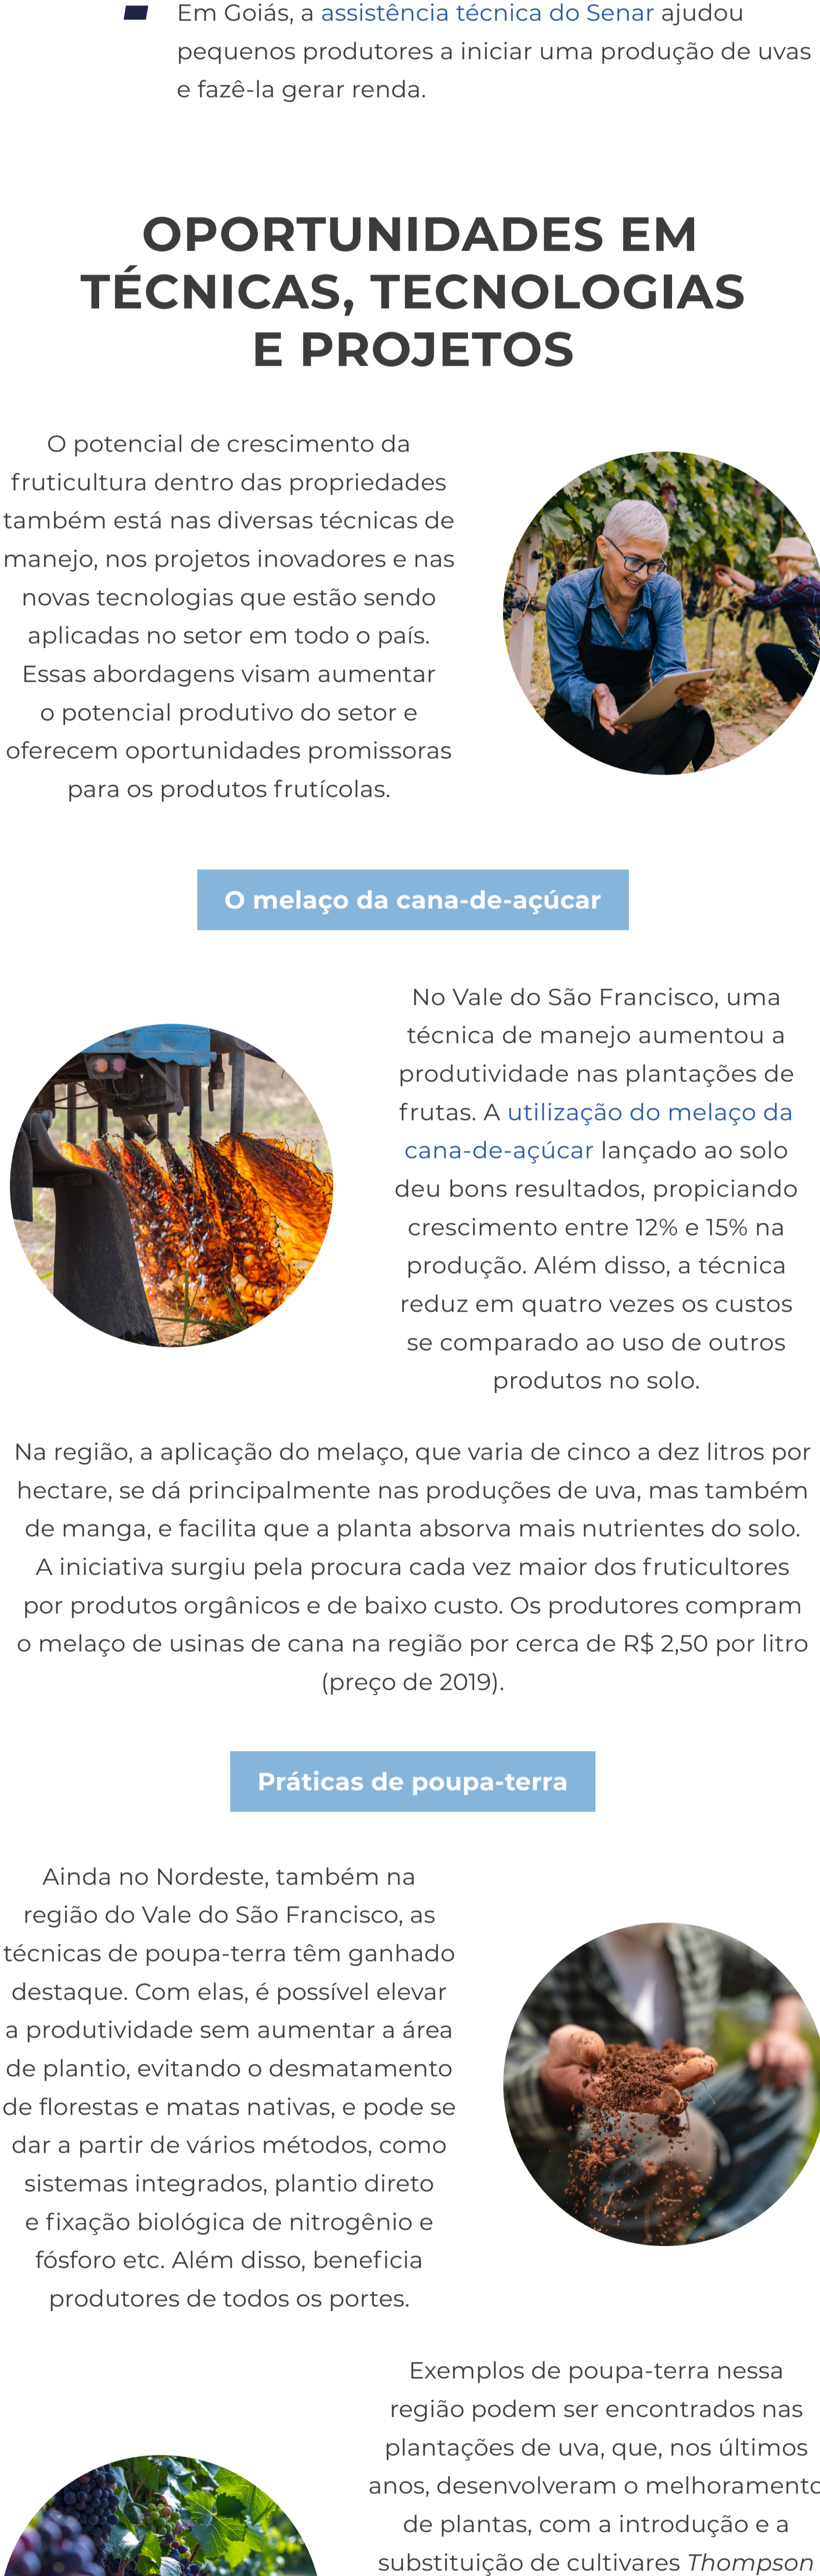 Em Goiás, a assistência técnica do Senar ajudou
pequenos produtores a iniciar uma produção de uvas
e fazê-la gerar renda.
OPORTUNIDADES EM
TÉCNICAS, TECNOLOGIAS
E PROJETOS
O potencial de crescimento da
fruticultura dentro das propriedades
também está nas diversas técnicas de
manejo, nos projetos inovadores e nas
novas tecnologias que estão sendo
aplicadas no setor em todo o país.
Essas abordagens visam aumentar
o potencial produtivo do setor e
oferecem oportunidades promissoras
para os produtos frutícolas.
O melaço da cana-de-açúcar
No Vale do São Francisco, uma
técnica de manejo aumentou a
produtividade nas plantações de
frutas. A utilização do melaço da
cana-de-açúcar lançado ao solo
deu bons resultados, propiciando
crescimento entre 12% e 15% na
produção. Além disso, a técnica
reduz em quatro vezes os custos
se comparado ao uso de outros
produtos no solo.
Na região, a aplicação do melaço, que varia de cinco a dez litros por
hectare, se dá principalmente nas produções de uva, mas também
de manga, e facilita que a planta absorva mais nutrientes do solo.
A iniciativa surgiu pela procura cada vez maior dos fruticultores
por produtos orgânicos e de baixo custo. Os produtores compram
o melaço de usinas de cana na região por cerca de R$ 2,50 por litro
(preço de 2019).
Práticas de poupa-terra
Ainda no Nordeste, também na
região do Vale do São Francisco, as
técnicas de poupa-terra têm ganhado
destaque. Com elas, é possível elevar
a produtividade sem aumentar a área
de plantio, evitando o desmatamento
de florestas e matas nativas, e pode se
dar a partir de vários métodos, como
sistemas integrados, plantio direto
e fixação biológica de nitrogênio e
fósforo etc. Além disso, beneficia
produtores de todos os portes.
Exemplos de poupa-terra nessa
região podem ser encontrados nas
plantações de uva, que, nos últimos
anos, desenvolveram o melhoramento
de plantas, com a introdução e a
substituição de cultivares Thompson